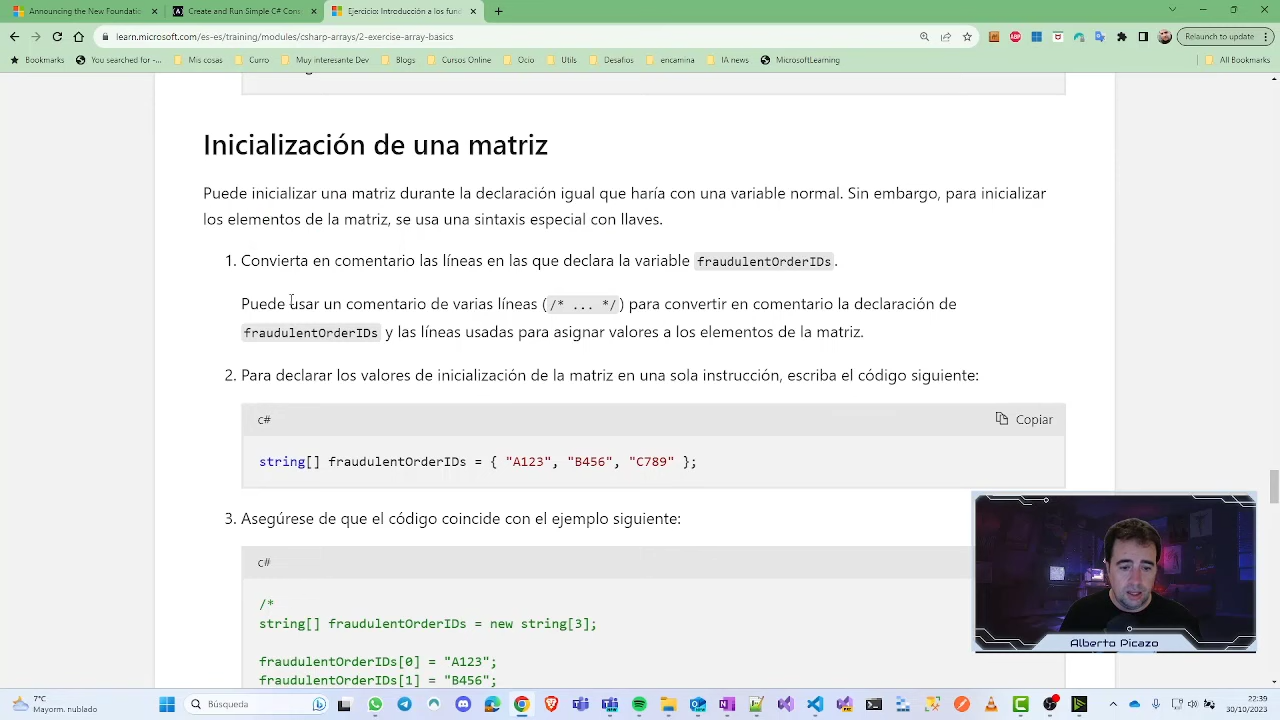 Announcing the New Foundatic
Create and Run Simple C# Cons
Ejercicio: Introducción a los fune
learn.microsoft.com/es-es/training/modules/csharp-arrays/2-exercise-array-basics
Relaunch to update
Bookmarks
You searched for -...
Mis cosas
Curro
Muy interesante Dev
Blogs
Cursos Online
Ocio
Utils
Desafios
encamina
IA news
MicrosoftLearning
All Bookmarks
Inicialización de una matriz
Puede inicializar una matriz durante la declaración igual que haría con una variable normal. Sin embargo, para inicializar
los elementos de la matriz, se usa una sintaxis especial con llaves.
1. Convierta en comentario las líneas en las que declara la variable fraudulentOrderIDs.
Puede usar un comentario de varias líneas (/* ... */) para convertir en comentario la declaración de
fraudulentOrderIDs y las líneas usadas para asignar valores a los elementos de la matriz.
2. Para declarar los valores de inicialización de la matriz en una sola instrucción, escriba el código siguiente:
c#
Copiar
string[] fraudulentOrderIDs = { "A123", "B456", "C789" };
3. Asegúrese de que el código coincide con el ejemplo siguiente:
c#
/*
string[] fraudulentOrderIDs = new string[3];
fraudulentOrderIDs[0] = "A123";
fraudulentOrderIDs[1] = "B456";
Alberto Picazo
7°C
Mayorm. nublado
Búsqueda
22:39
30/10/2023